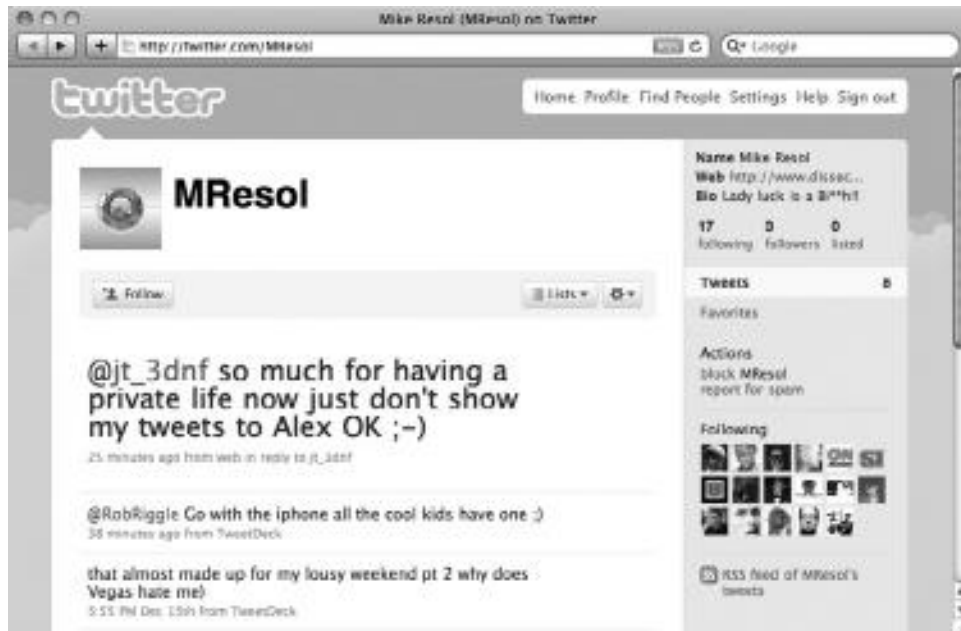 Mike Resol (MResol) on Twitter
http://twitter.com/MResol
Google
twitter
Home Profile Find People Settings Help Sign out
MResol
Follow
Lists
@jt_3dnf so much for having a
private life now just don't show
my tweets to Alex OK ;-)
25 minutes ago from web in reply to jt_3dnf
@RobRiggle Go with the iphone all the cool kids have one :)
38 minutes ago from TweetDeck
that almost made up for my lousy weekend pt 2 why does
Vegas hate me)
PM Dec from TweetDeck
Name Mike Resol
Web http://www.dissec...
Bio Lady luck is a Bi**h!!
17 3 0
following followers listed
Tweets 8
Favorites
Actions
block MResol
report for spam
Following
RSS feed of MResol's
tweets